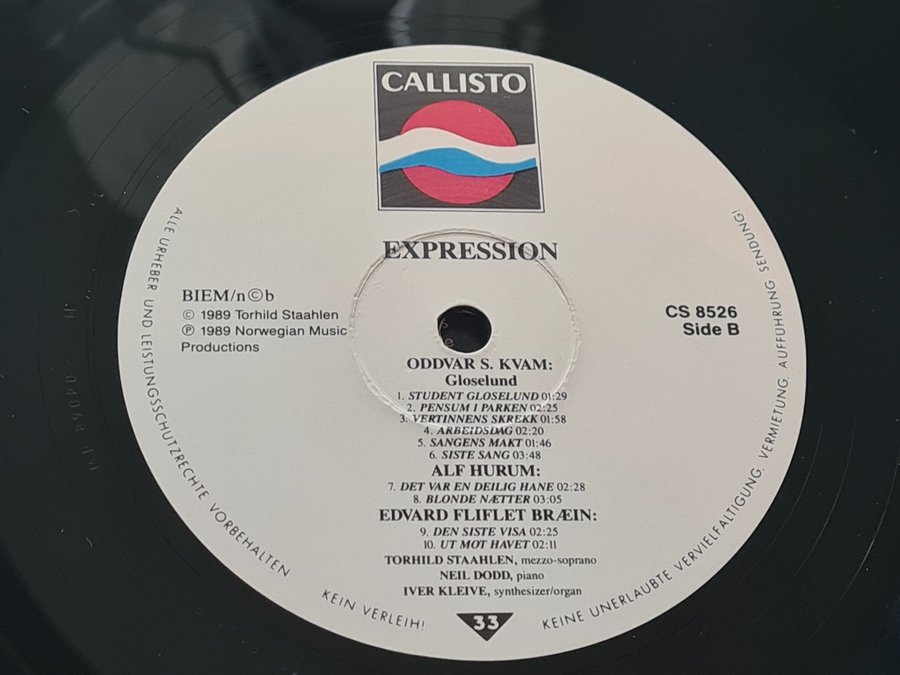 CALLISTO
EXPRESSION
BIEM/n©b
© 1989 Torhild Staahlen
℗ 1989 Norwegian Music
Productions
CS 8526
Side B
ODDVAR S. KVAM:
Gloselund
1. STUDENT GLOSELUND 01:29
2. PENSUM I PARKEN 02:25
3. VERTINNENS SKREKK 01:58
4. ARBEIDSDAG 02:20
5. SANGENS MAKT 01:46
6. SISTE SANG 03:48
ALF HURUM:
7. DET VAR EN DEILIG HANE 02:28
8. BLONDE NÆTTER 03:05
EDVARD FLIFLET BRÆIN:
9. DEN SISTE VISA 02:25
10. UT MOT HAVET 02:11
TORHILD STAAHLEN, mezzo-soprano
NEIL DODD, piano
IVER KLEIVE, synthesizer/organ
33
ALLE URHEBER UND LEISTUNGSSCHUTZRECHTE VORBEHALTEN
KEIN VERLEIH!
KEINE UNERLAUBTE VERVIELFALTIGUNG, VERMIETUNG, AUFFUHRUNG SENDUNG!